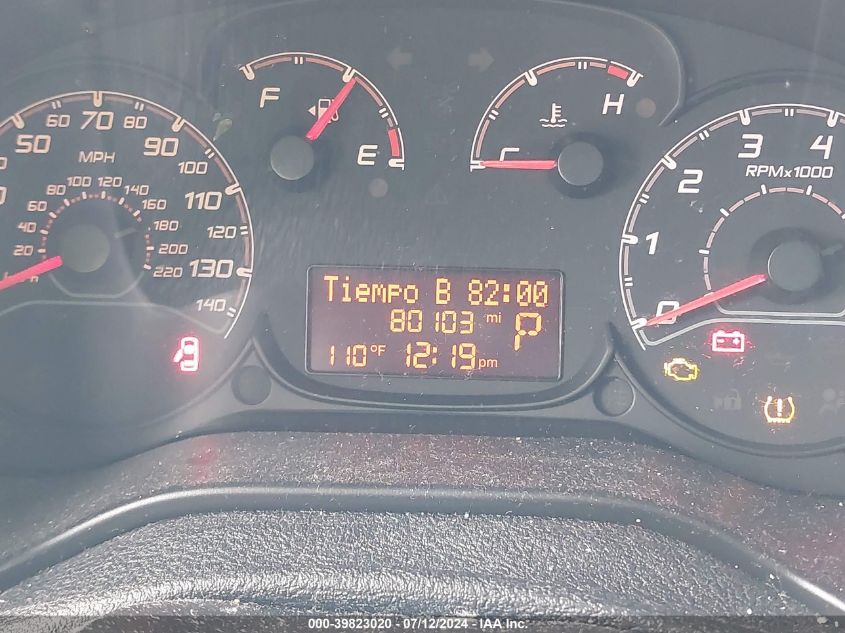 50 60 70 80 90 100 110 120 130 140
MPH
20 40 60 80 100 120 140 160 180 200 220
F E
H
0 1 2 3 4
RPMx1000
Tiempo B 82:00
80103 mi P
110°F 12:19 pm
000-39823020 - 07/12/2024 - IAA Inc.